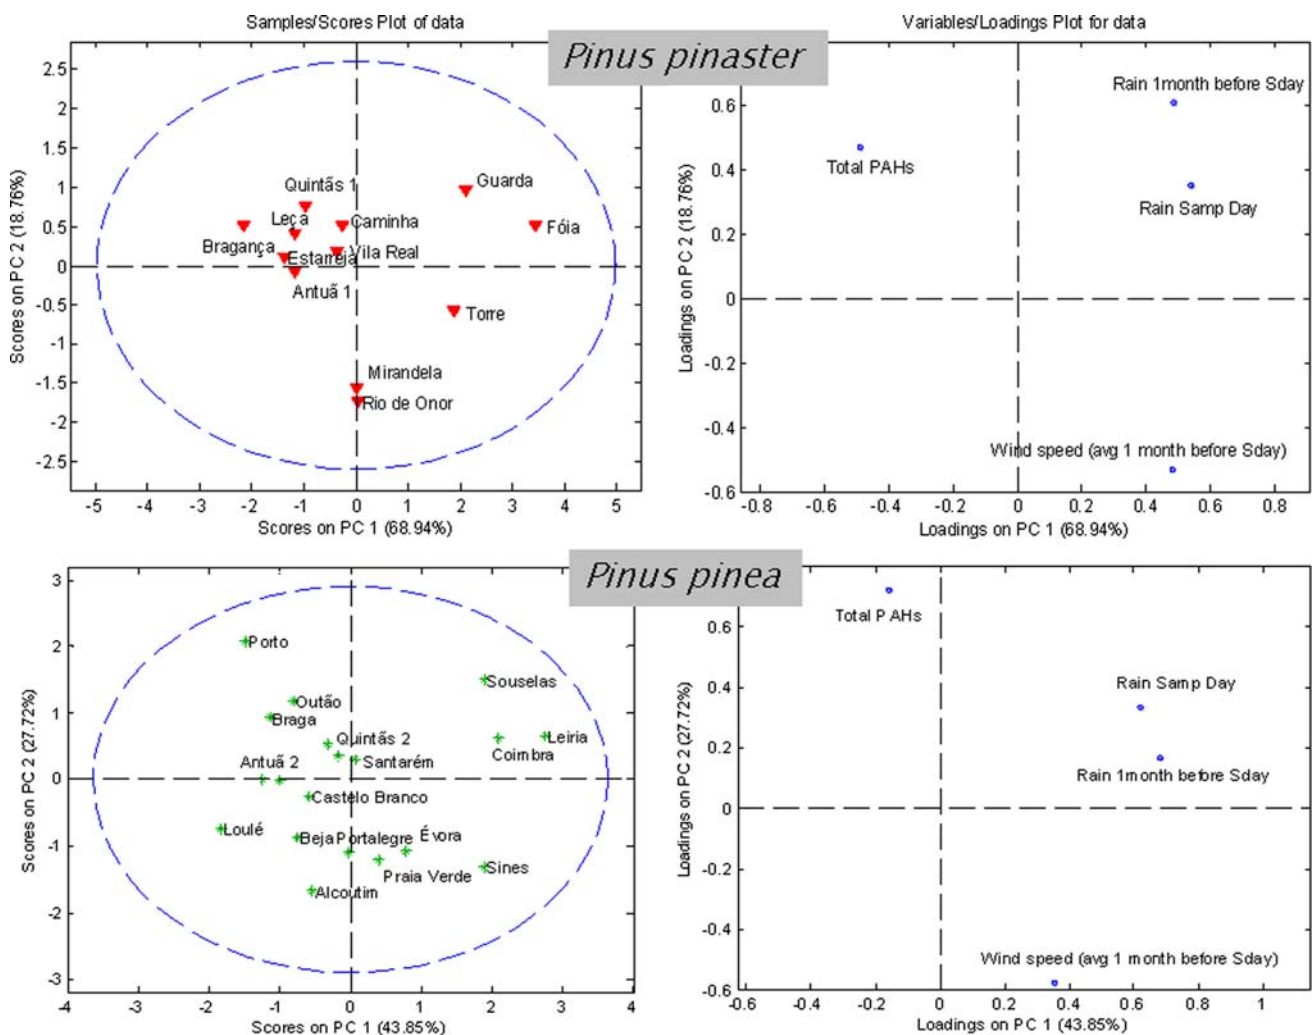 Samples/Scores Plot of data
Variables/Loadings Plot for data
Pinus pinaster
Scores on PC 2 (18.76%)
2.5
2
1.5
1
0.5
0
-0.5
-1
-1.5
-2
-2.5
Quintãs 1
Guarda
Leça
Caminha
Fóia
Bragança
Estarreja
Vila Real
Antuã 1
Torre
Mirandela
Rio de Onor
-5 -4 -3 -2 -1 0 1 2 3 4 5
Scores on PC 1 (68.94%)
Loadings on PC 2 (18.76%)
0.6
0.4
0.2
0
-0.2
-0.4
-0.6
Rain 1month before Sday
Total PAHs
Rain Samp Day
Wind speed (avg 1 month before Sday)
-0.8 -0.6 -0.4 -0.2 0 0.2 0.4 0.6 0.8
Loadings on PC 1 (68.94%)
Pinus pinea
Scores on PC 2 (27.72%)
3
2
1
0
-1
-2
-3
Porto
Souselas
Outão
Braga
Quintãs 2
Leiria
Coimbra
Santarém
Antuã 2
Castelo Branco
Loulé
Beja
Portalegre
Évora
Praia Verde
Sines
Alcoutim
-4 -3 -2 -1 0 1 2 3 4
Scores on PC 1 (43.85%)
Loadings on PC 2 (27.72%)
0.6
0.4
0.2
0
-0.2
-0.4
-0.6
Total PAHs
Rain Samp Day
Rain 1month before Sday
Wind speed (avg 1 month before Sday)
-0.6 -0.4 -0.2 0 0.2 0.4 0.6 0.8 1
Loadings on PC 1 (43.85%)